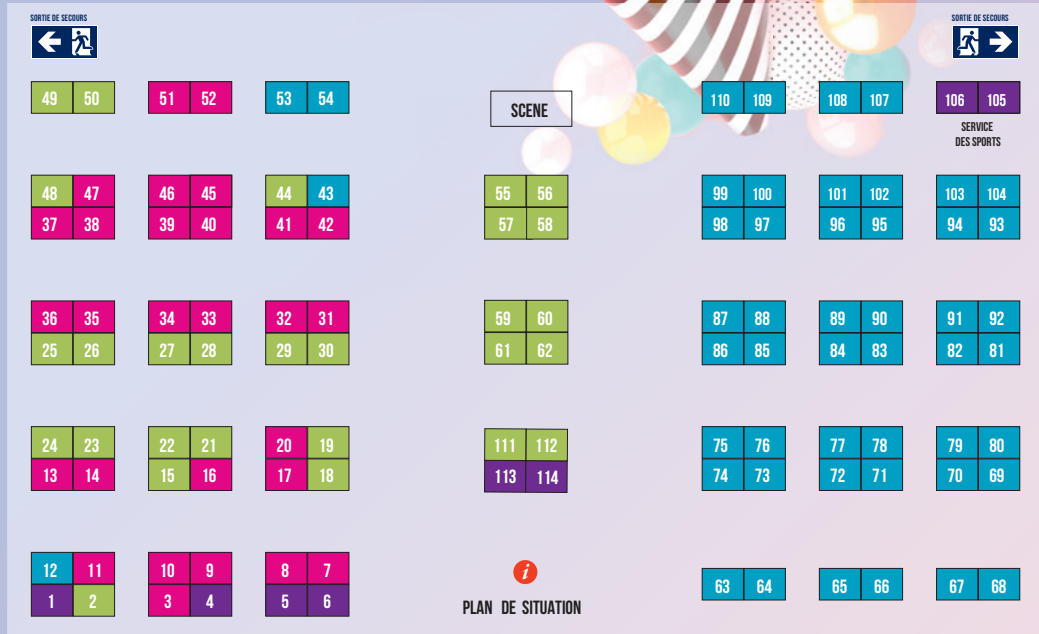 SORTIE DE SECOURS SORTIE DE SECOURS
49 50 51 52 53 54 SCENE 110 109 108 107 106 105
SERVICE
DES SPORTS
48 47 46 45 44 43 55 56 99 100 101 102 103 104
37 38 39 40 41 42 57 58 98 97 96 95 94 93
36 35 34 33 32 31 59 60 87 88 89 90 91 92
25 26 27 28 29 30 61 62 86 85 84 83 82 81
24 23 22 21 20 19 111 112 75 76 77 78 79 80
13 14 15 16 17 18 113 114 74 73 72 71 70 69
12 11 10 9 8 7 i 63 64 65 66 67 68
1 2 3 4 5 6 PLAN DE SITUATION